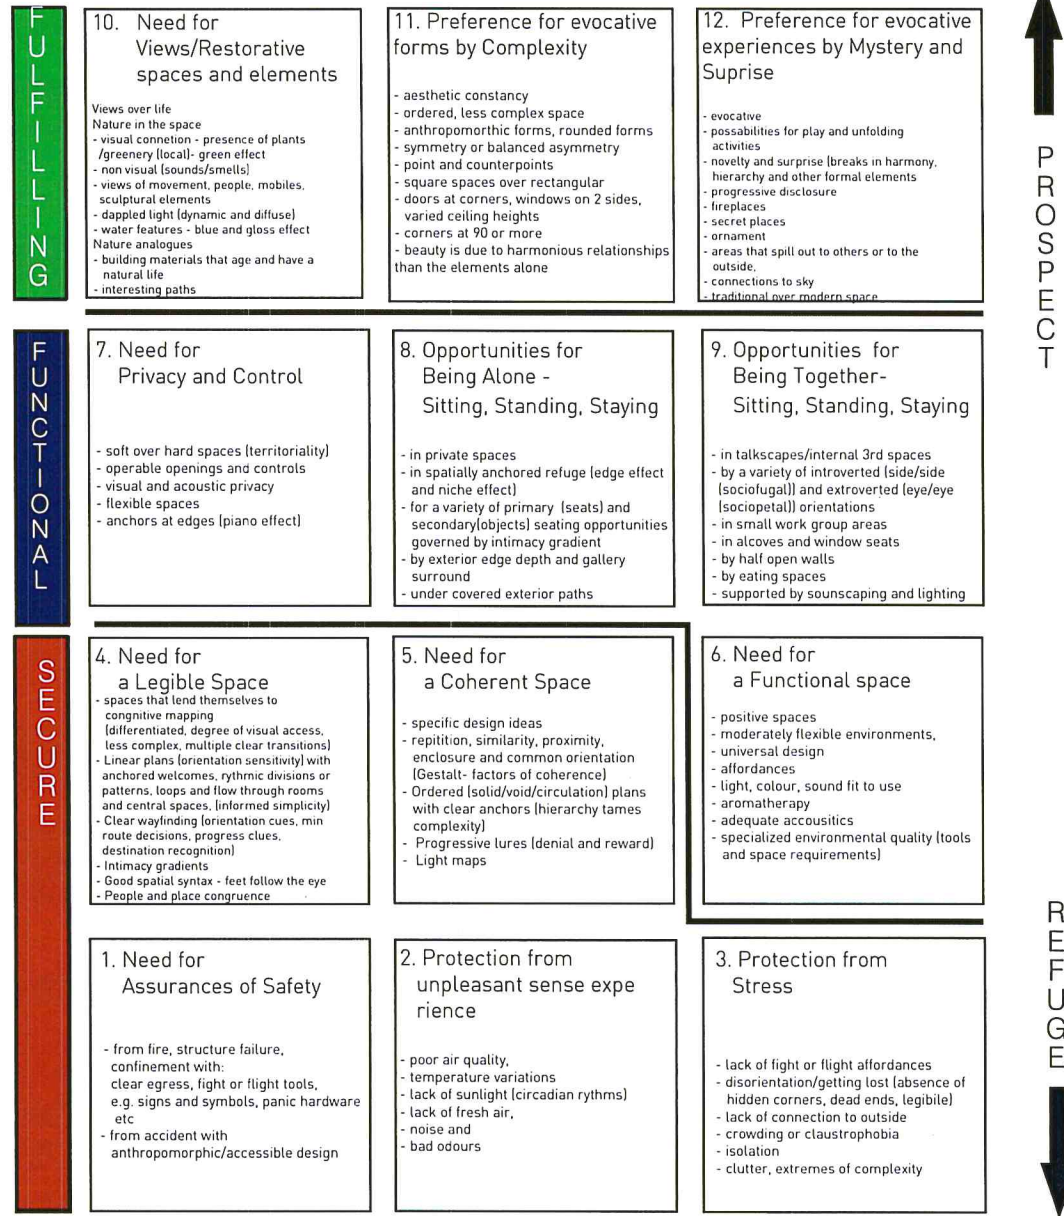 FULFILLING
10. Need for
Views/Restorative
spaces and elements
Views over life
Nature in the space
- visual connetion - presence of plants
/greenery (local)- green effect
- non visual (sounds/smells)
- views of movement, people, mobiles,
sculptural elements
- dappled light (dynamic and diffuse)
- water features - blue and gloss effect
Nature analogues
- building materials that age and have a
natural life
- interesting paths
11. Preference for evocative
forms by Complexity
- aesthetic constancy
- ordered, less complex space
- anthropomorthic forms, rounded forms
- symmetry or balanced asymmetry
- point and counterpoints
- square spaces over rectangular
- doors at corners, windows on 2 sides,
varied ceiling heights
- corners at 90 or more
- beauty is due to harmonious relationships
than the elements alone
12. Preference for evocative
experiences by Mystery and
Suprise
- evocative
- possabilities for play and unfolding
activities
- novelty and surprise (breaks in harmony,
hierarchy and other formal elements
- progressive disclosure
- fireplaces
- secret places
- ornament
- areas that spill out to others or to the
outside,
- connections to sky
- traditional over modern space
PROSPECT
FUNCTIONAL
7. Need for
Privacy and Control
- soft over hard spaces (territoriality)
- operable openings and controls
- visual and acoustic privacy
- flexible spaces
- anchors at edges (piano effect)
8. Opportunities for
Being Alone -
Sitting, Standing, Staying
- in private spaces
- in spatially anchored refuge (edge effect
and niche effect)
- for a variety of primary (seats) and
secondary(objects) seating opportunities
governed by intimacy gradient
- by exterior edge depth and gallery
surround
- under covered exterior paths
9. Opportunities for
Being Together-
Sitting, Standing, Staying
- in talkscapes/internal 3rd spaces
- by a variety of introverted (side/side
(sociofugal)) and extroverted (eye/eye
(sociopetal)) orientations
- in small work group areas
- in alcoves and window seats
- by half open walls
- by eating spaces
- supported by sounscaping and lighting
SECURE
4. Need for
a Legible Space
- spaces that lend themselves to
congnitive mapping
(differentiated, degree of visual access,
less complex, multiple clear transitions)
- Linear plans (orientation sensitivity) with
anchored welcomes, rythmic divisions or
patterns, loops and flow through rooms
and central spaces, (informed simplicity)
- Clear wayfinding (orientation cues, min
route decisions, progress clues,
destination recognition)
- Intimacy gradients
- Good spatial syntax - feet follow the eye
- People and place congruence
5. Need for
a Coherent Space
- specific design ideas
- repitition, similarity, proximity,
enclosure and common orientation
(Gestalt- factors of coherence)
- Ordered (solid/void/circulation) plans
with clear anchors (hierarchy tames
complexity)
- Progressive lures (denial and reward)
- Light maps
6. Need for
a Functional space
- positive spaces
- moderately flexible environments,
- universal design
- affordances
- light, colour, sound fit to use
- aromatherapy
- adequate accousitics
- specialized environmental quality (tools
and space requirements)
1. Need for
Assurances of Safety
- from fire, structure failure,
confinement with:
clear egress, fight or flight tools,
e.g. signs and symbols, panic hardware
etc
- from accident with
anthropomorphic/accessible design
2. Protection from
unpleasant sense expe
rience
- poor air quality,
- temperature variations
- lack of sunlight (circadian rythms)
- lack of fresh air,
- noise and
- bad odours
3. Protection from
Stress
- lack of fight or flight affordances
- disorientation/getting lost (absence of
hidden corners, dead ends, legibile)
- lack of connection to outside
- crowding or claustrophobia
- isolation
- clutter, extremes of complexity
REFUGE